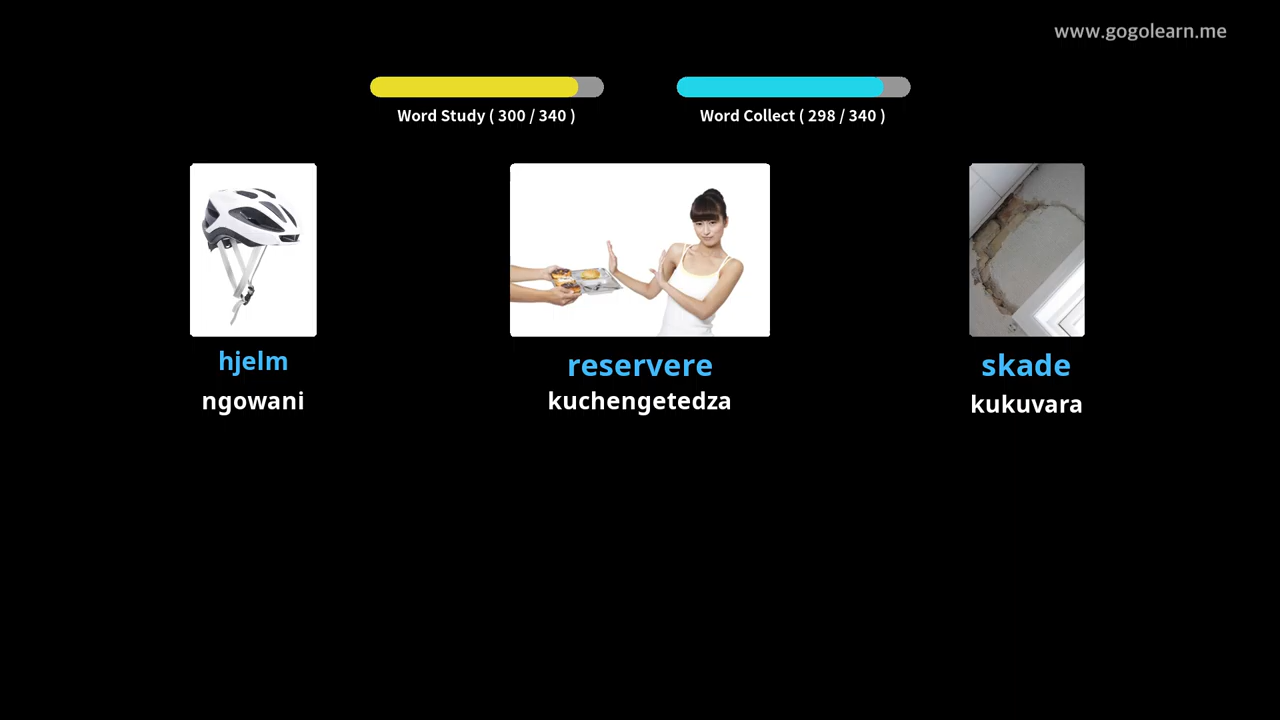 www.gogolearn.me
Word Study ( 300 / 340 )
Word Collect ( 298 / 340 )
hjelm
ngowani
reservere
kuchengetedza
skade
kukuvara